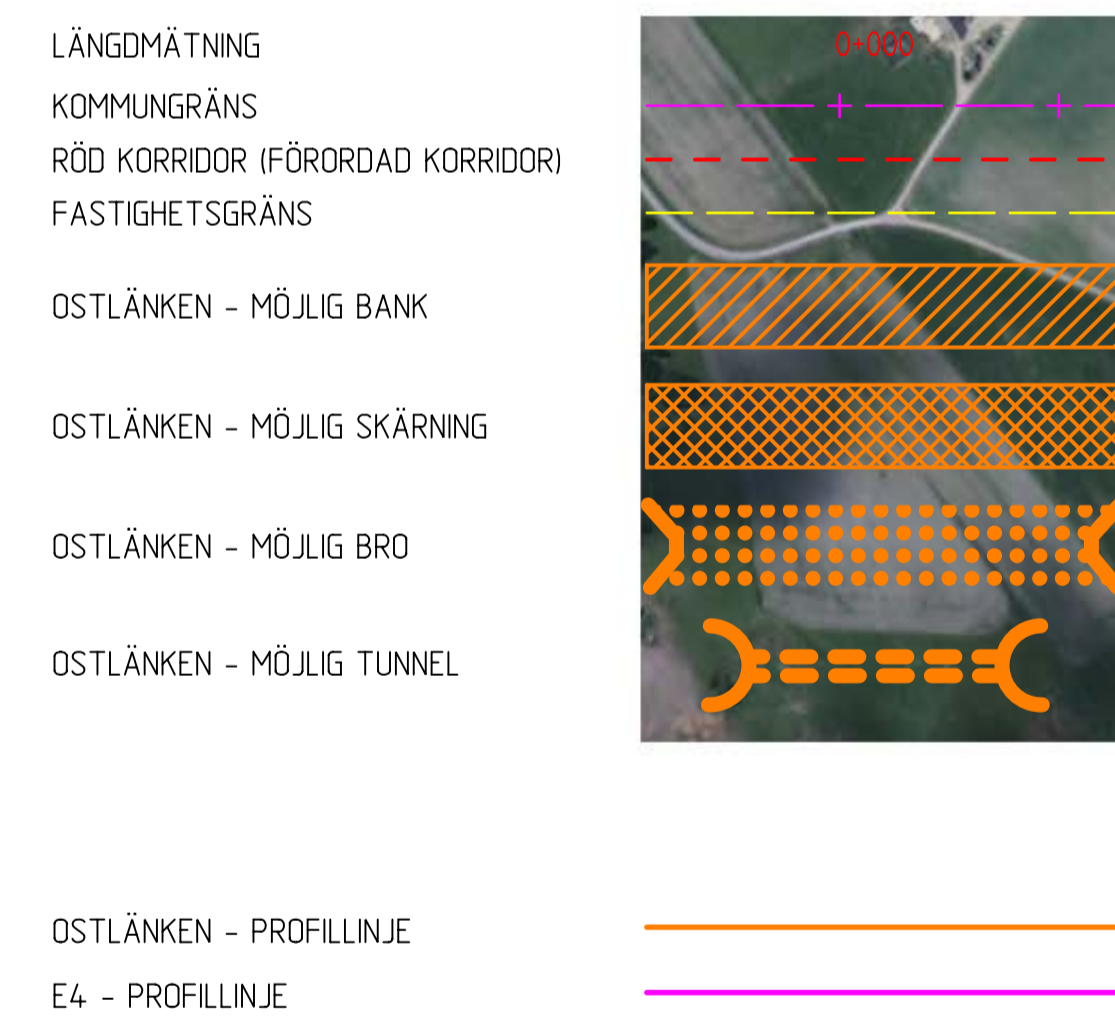 LÄNGDMÄTNING 0+000
KOMMUNGRÄNS
RÖD KORRIDOR (FÖRORDAD KORRIDOR)
FASTIGHETSGRÄNS
OSTLÄNKEN - MÖJLIG BANK
OSTLÄNKEN - MÖJLIG SKÄRNING
OSTLÄNKEN - MÖJLIG BRO
OSTLÄNKEN - MÖJLIG TUNNEL
OSTLÄNKEN - PROFILLINJE
E4 - PROFILLINJE